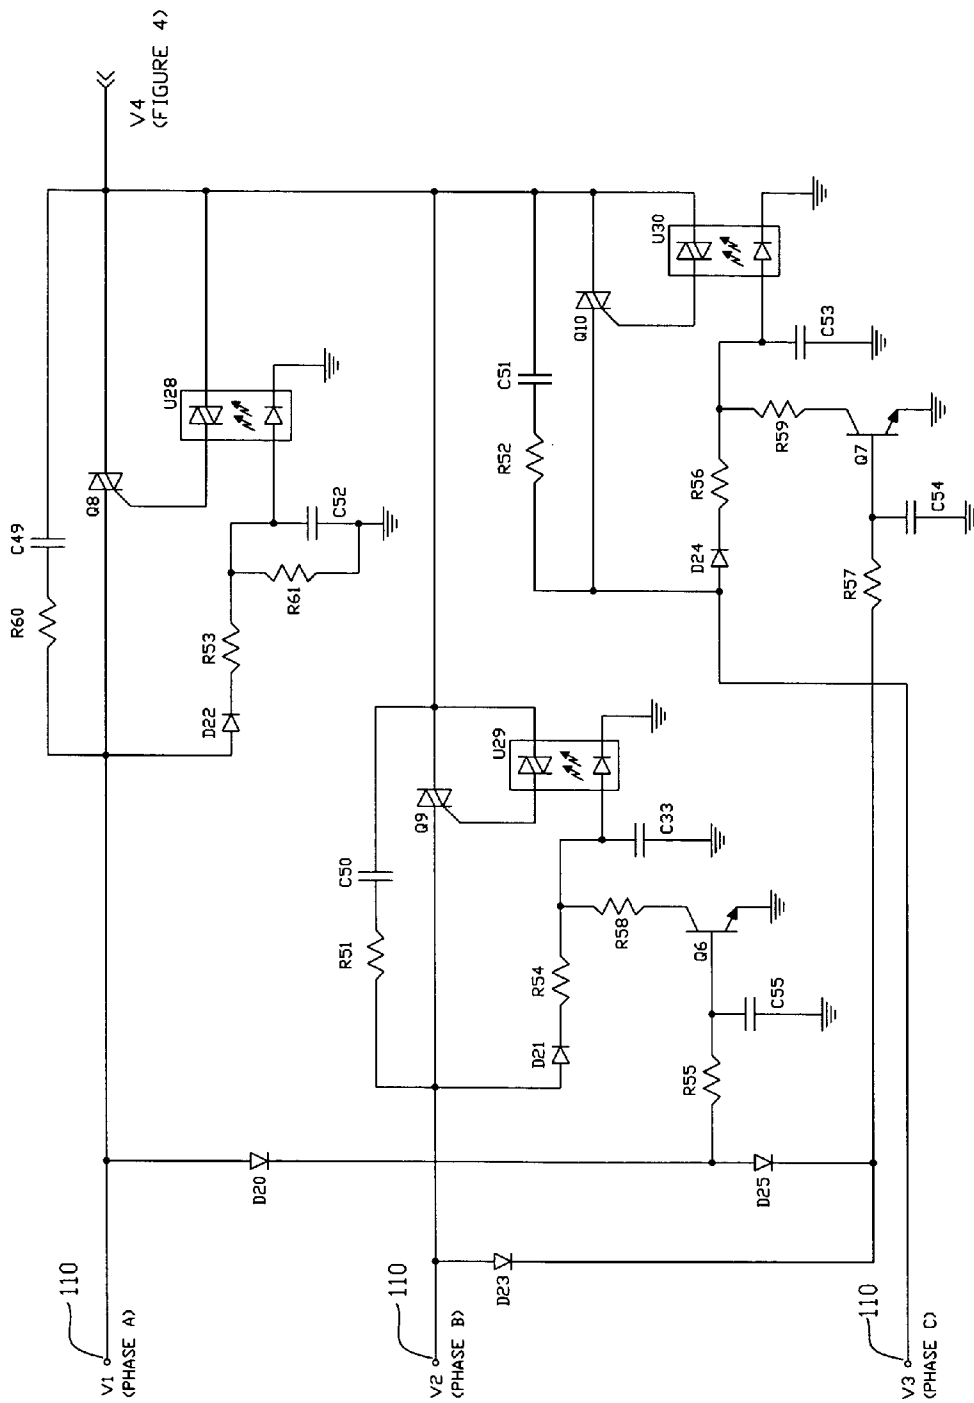 V4
(FIGURE 4)
C49
R60
Q8
U28
D22
R53
R61
C52
U30
Q10
C51
R52
C53
R56
D24
R59
Q7
C54
R57
U29
Q9
C50
R51
C33
R54
D21
R58
Q6
C55
R55
D20
D25
D23
110
V1
(PHASE A)
110
V2
(PHASE B)
110
V3
(PHASE C)